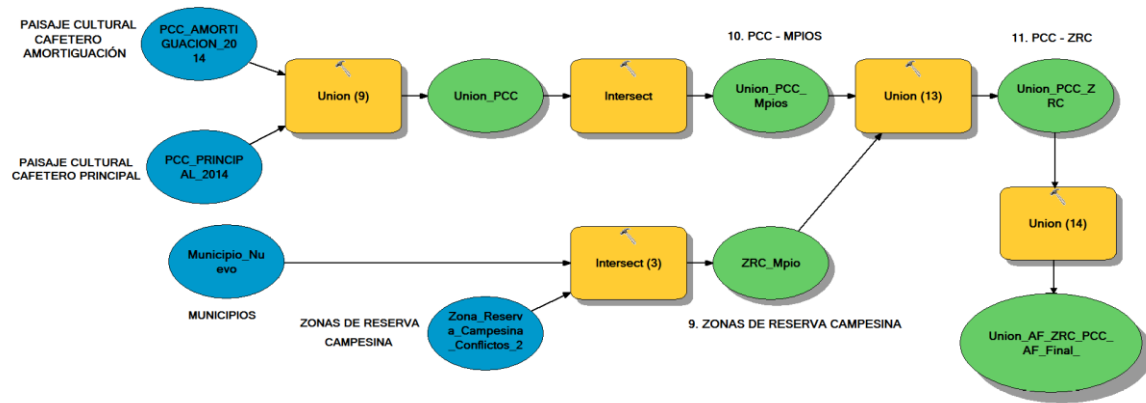 PAISAJE CULTURAL
CAFETERO
AMORTIGUACIÓN
PCC_AMORTI
GUACION_20
14
Union (9)
Union_PCC
Intersect
10. PCC - MPIOS
Union_PCC_
Mpios
Union (13)
11. PCC - ZRC
Union_PCC_Z
RC
PAISAJE CULTURAL
CAFETERO PRINCIPAL
PCC_PRINCIP
AL_2014
Union (14)
Municipio_Nu
evo
MUNICIPIOS
Intersect (3)
ZRC_Mpio
ZONAS DE RESERVA
CAMPESINA
Zona_Reserv
a_Campesina
_Conflictos_2
9. ZONAS DE RESERVA CAMPESINA
Union_AF_ZRC_PCC_
AF_Final_